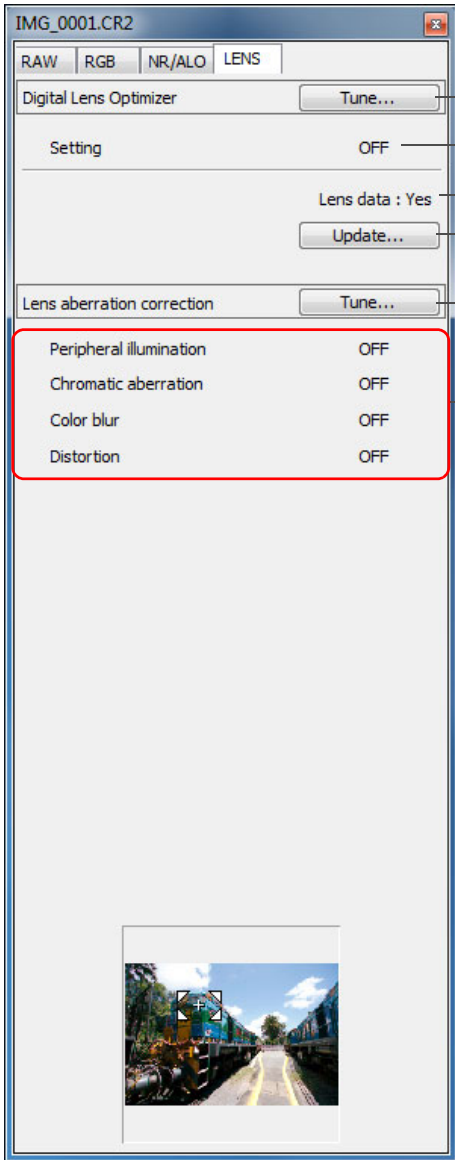 IMG_0001.CR2
RAW RGB NR/ALO LENS
Digital Lens Optimizer Tune...
Setting OFF
Lens data : Yes
Update...
Lens aberration correction Tune...
Peripheral illumination OFF
Chromatic aberration OFF
Color blur OFF
Distortion OFF